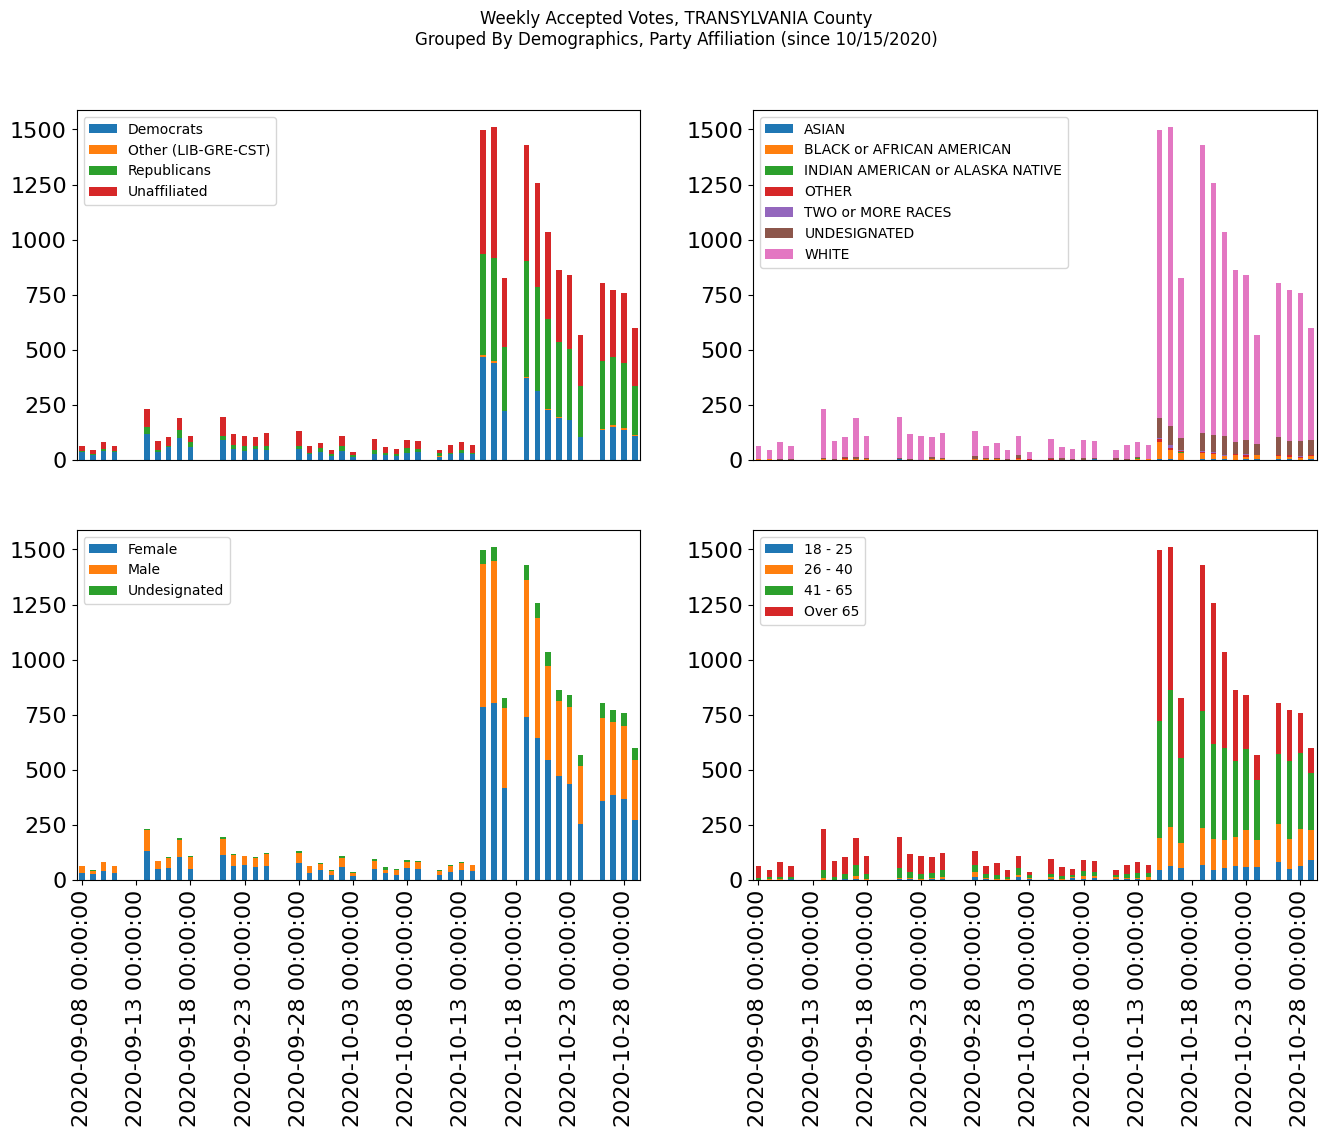 Weekly Accepted Votes, TRANSYLVANIA County
Grouped By Demographics, Party Affiliation (since 10/15/2020)
1500
1250
1000
750
500
250
0
Democrats
Other (LIB-GRE-CST)
Republicans
Unaffiliated
1500
1250
1000
750
500
250
0
ASIAN
BLACK or AFRICAN AMERICAN
INDIAN AMERICAN or ALASKA NATIVE
OTHER
TWO or MORE RACES
UNDESIGNATED
WHITE
1500
1250
1000
750
500
250
0
Female
Male
Undesignated
2020-09-08 00:00:00
2020-09-13 00:00:00
2020-09-18 00:00:00
2020-09-23 00:00:00
2020-09-28 00:00:00
2020-10-03 00:00:00
2020-10-08 00:00:00
2020-10-13 00:00:00
2020-10-18 00:00:00
2020-10-23 00:00:00
2020-10-28 00:00:00
1500
1250
1000
750
500
250
0
18 - 25
26 - 40
41 - 65
Over 65
2020-09-08 00:00:00
2020-09-13 00:00:00
2020-09-18 00:00:00
2020-09-23 00:00:00
2020-09-28 00:00:00
2020-10-03 00:00:00
2020-10-08 00:00:00
2020-10-13 00:00:00
2020-10-18 00:00:00
2020-10-23 00:00:00
2020-10-28 00:00:00